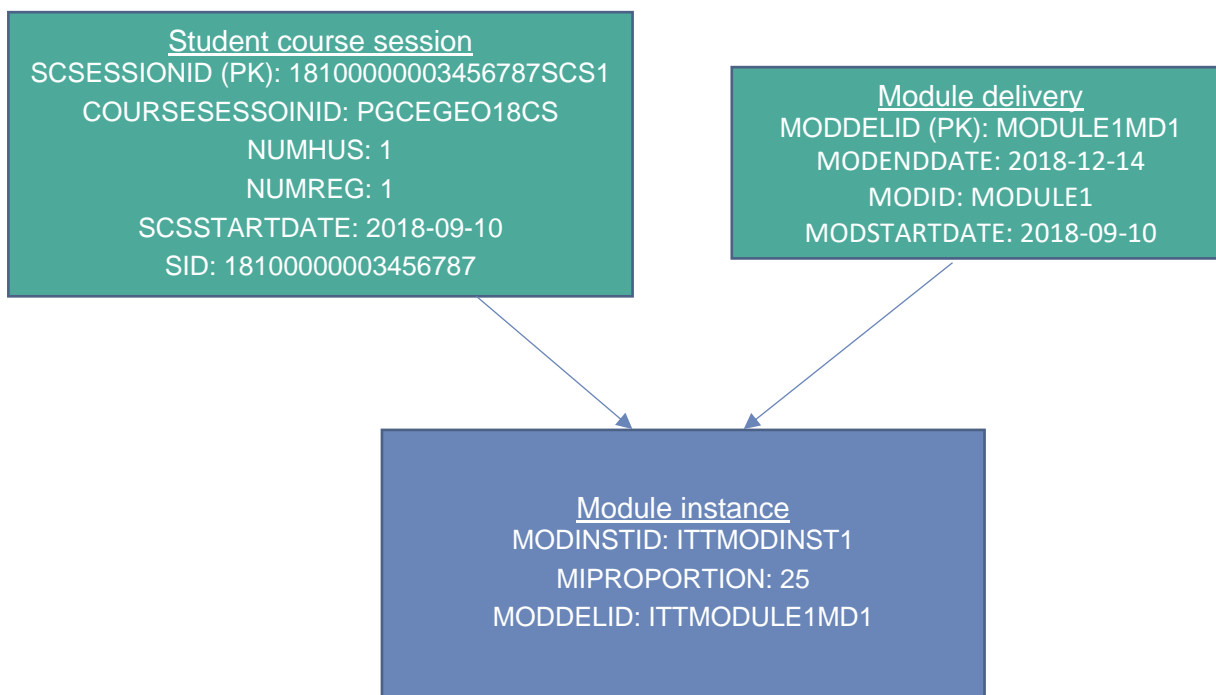 Student course session
SCSESSIONID (PK): 18100000003456787SCS1
COURSESESSOINID: PGCEGEO18CS
NUMHUS: 1
NUMREG: 1
SCSSTARTDATE: 2018-09-10
SID: 18100000003456787
Module delivery
MODDELID (PK): MODULE1MD1
MODENDDATE: 2018-12-14
MODID: MODULE1
MODSTARTDATE: 2018-09-10
Module instance
MODINSTID: ITTMODINST1
MIPROPORTION: 25
MODDELID: ITTMODULE1MD1